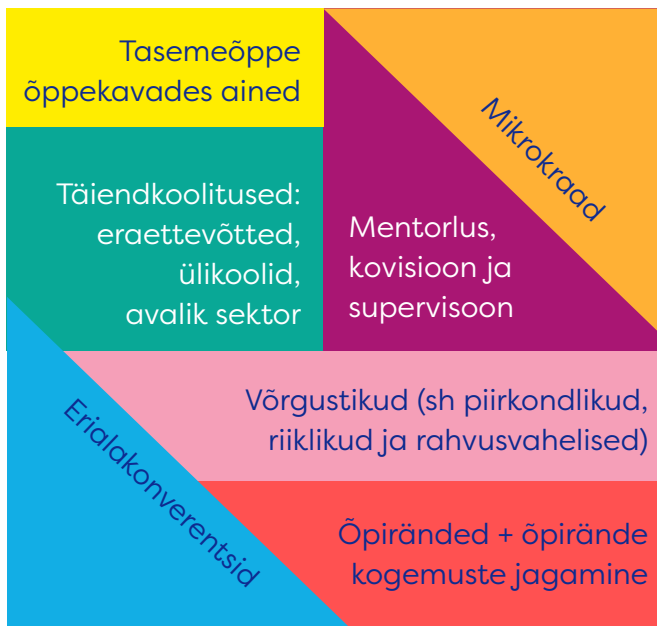 Tasemeõppe
õppekavades ained
Mikrokraad
Täiendkoolitused:
eraettevõtted,
ülikoolid,
avalik sektor
Mentorlus,
kovisioon ja
supervisoon
Võrgustikud (sh piirkondlikud,
riiklikud ja rahvusvahelised)
Erialakonverentsid
Õpiränded + õpirände
kogemuste jagamine